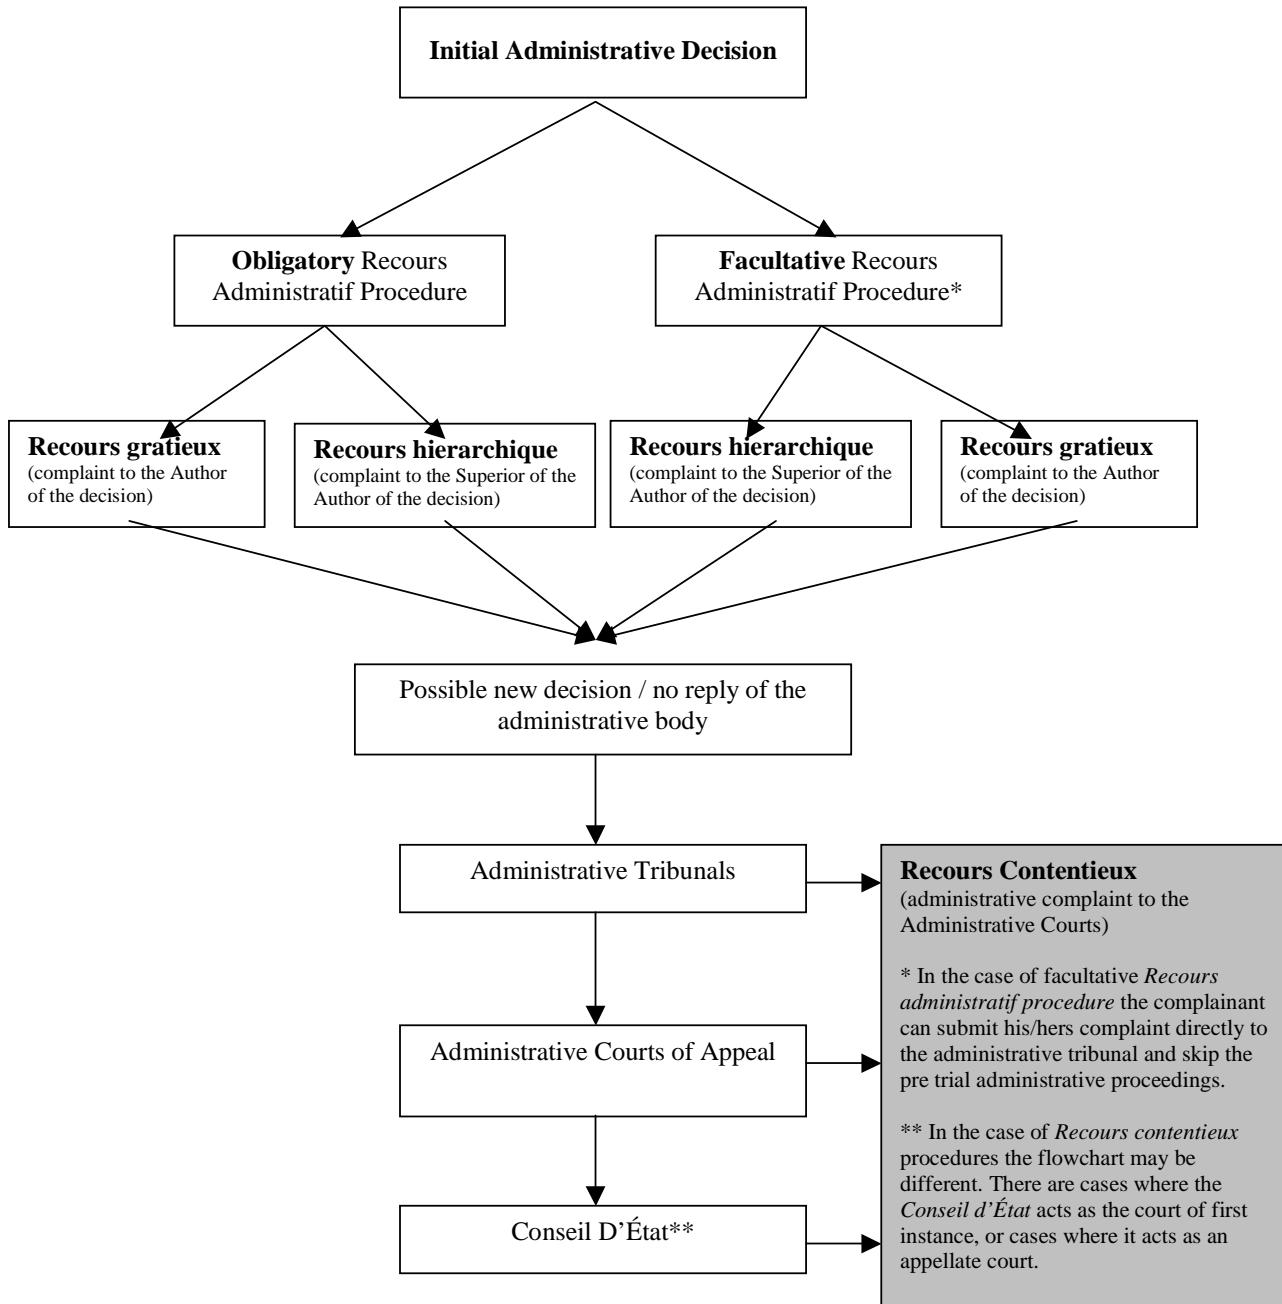 Initial Administrative Decision
Obligatory Recours
Administratif Procedure
Facultative Recours
Administratif Procedure*
Recours gratieux
(complaint to the Author
of the decision)
Recours hierarchique
(complaint to the Superior of the
Author of the decision)
Recours hierarchique
(complaint to the Superior of the
Author of the decision)
Recours gratieux
(complaint to the Author
of the decision)
Possible new decision / no reply of the
administrative body
Administrative Tribunals
Administrative Courts of Appeal
Conseil D'État**
Recours Contentieux
(administrative complaint to the
Administrative Courts)
* In the case of facultative Recours
administratif procedure the complainant
can submit his/hers complaint directly to
the administrative tribunal and skip the
pre trial administrative proceedings.
** In the case of Recours contentieux
procedures the flowchart may be
different. There are cases where the
Conseil d'État acts as the court of first
instance, or cases where it acts as an
appellate court.